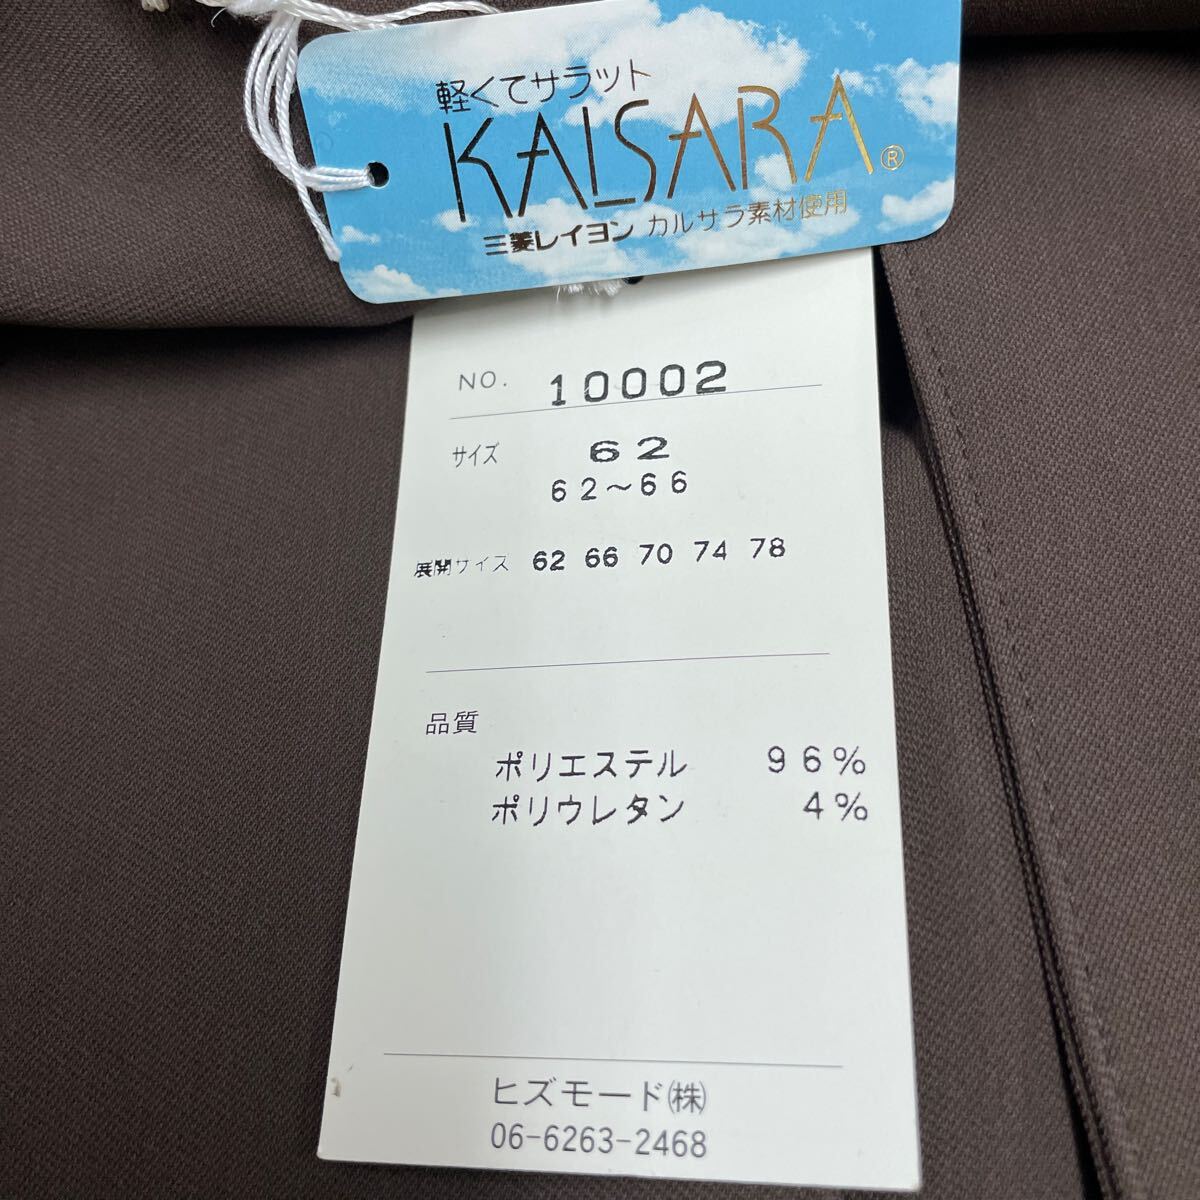 軽くてサラット
KALSARA®
三菱レイヨン カルサラ素材使用
NO. 10002
サイズ 62
62～66
展開サイズ 62 66 70 74 78
品質
ポリエステル 96%
ポリウレタン 4%
ヒズモード㈱
06-6263-2468